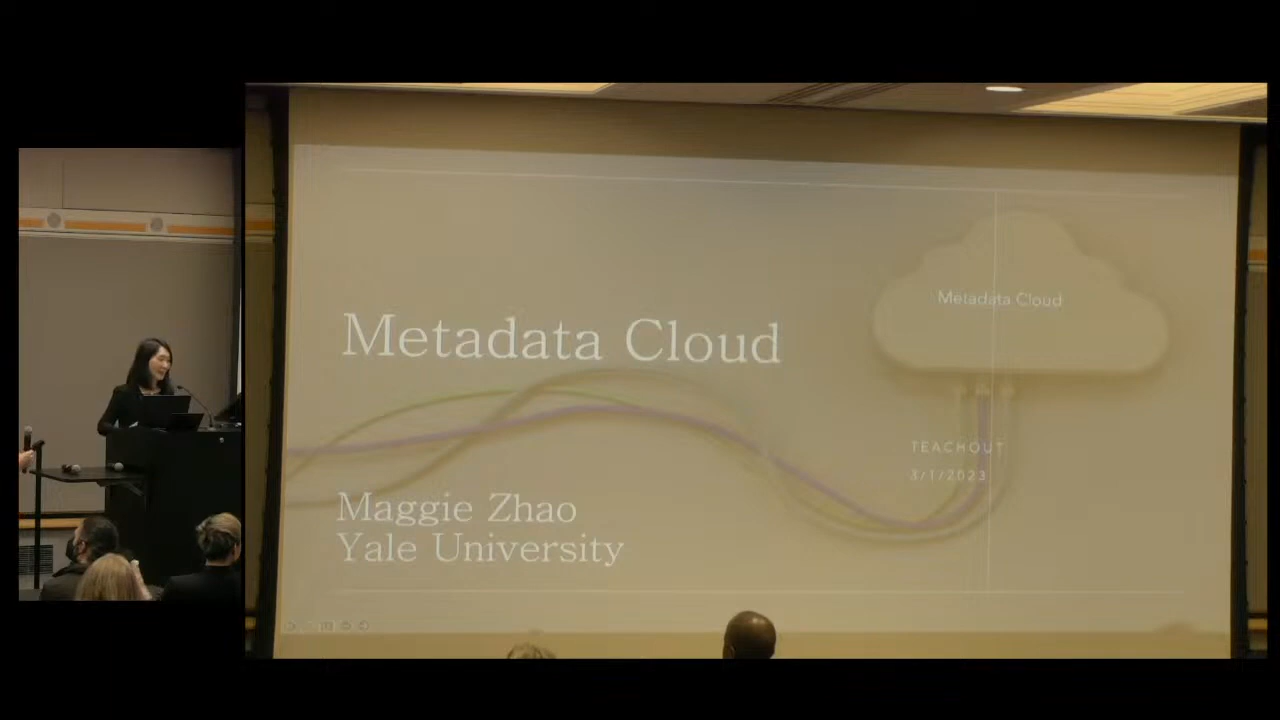 Metadata Cloud
Maggie Zhao
Yale University
Metadata Cloud
TEACHOUT
3/1/2023